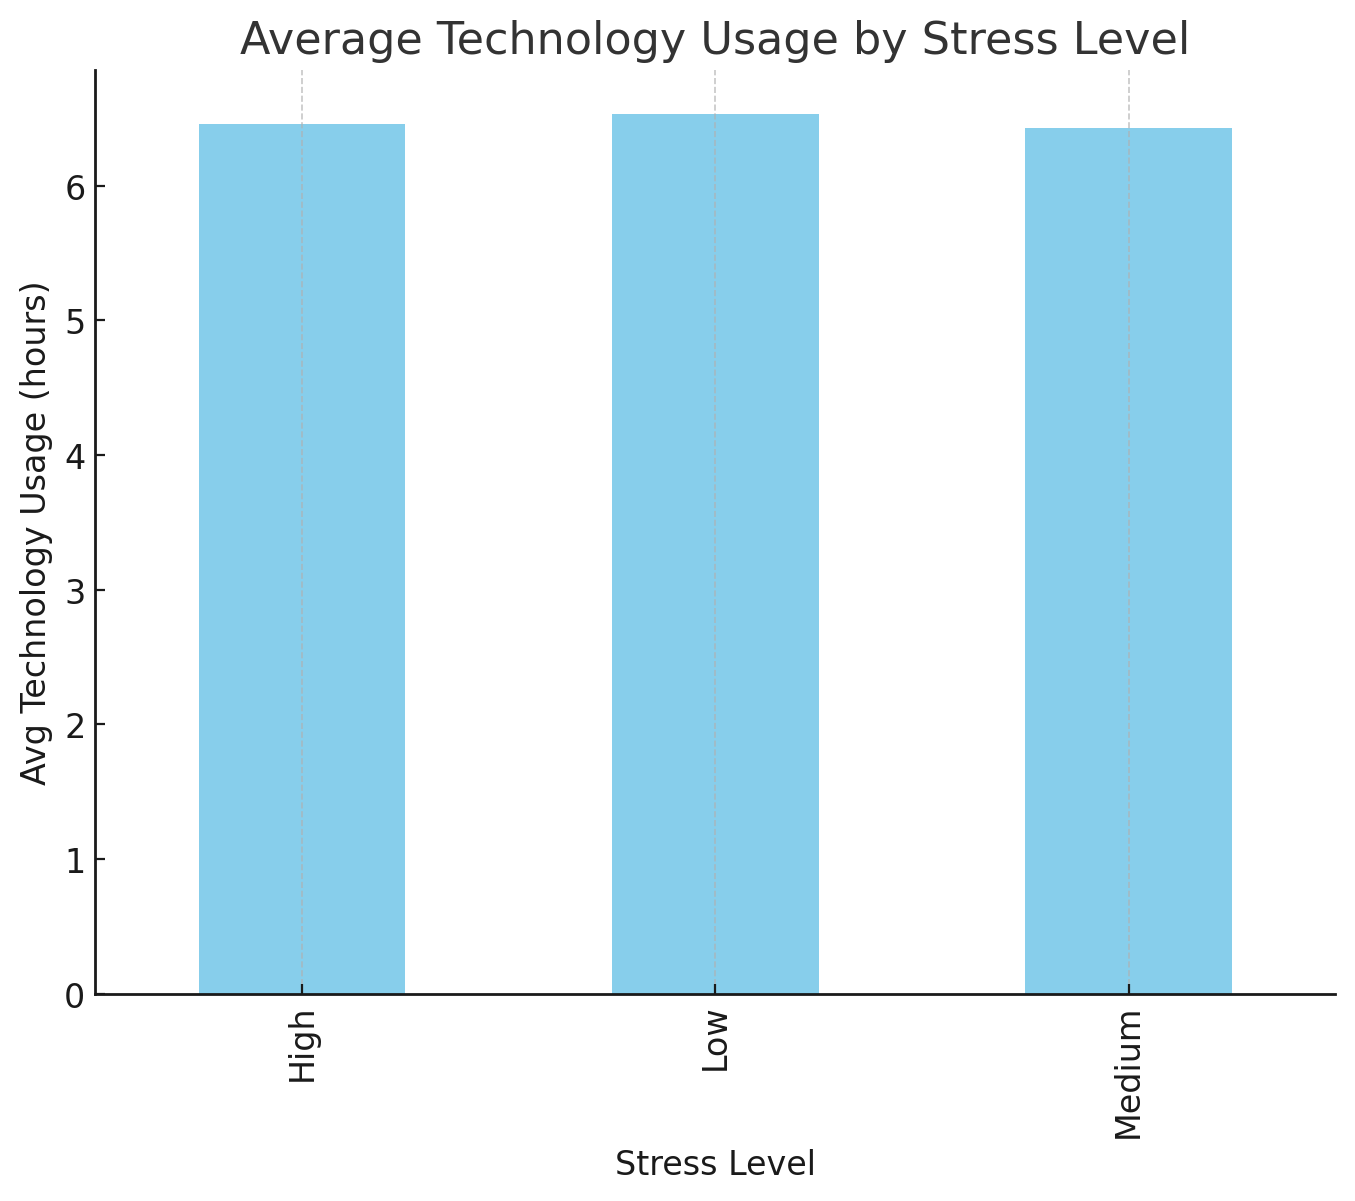 Average Technology Usage by Stress Level
Avg Technology Usage (hours)
6
5
4
3
2
1
0
High
Low
Medium
Stress Level